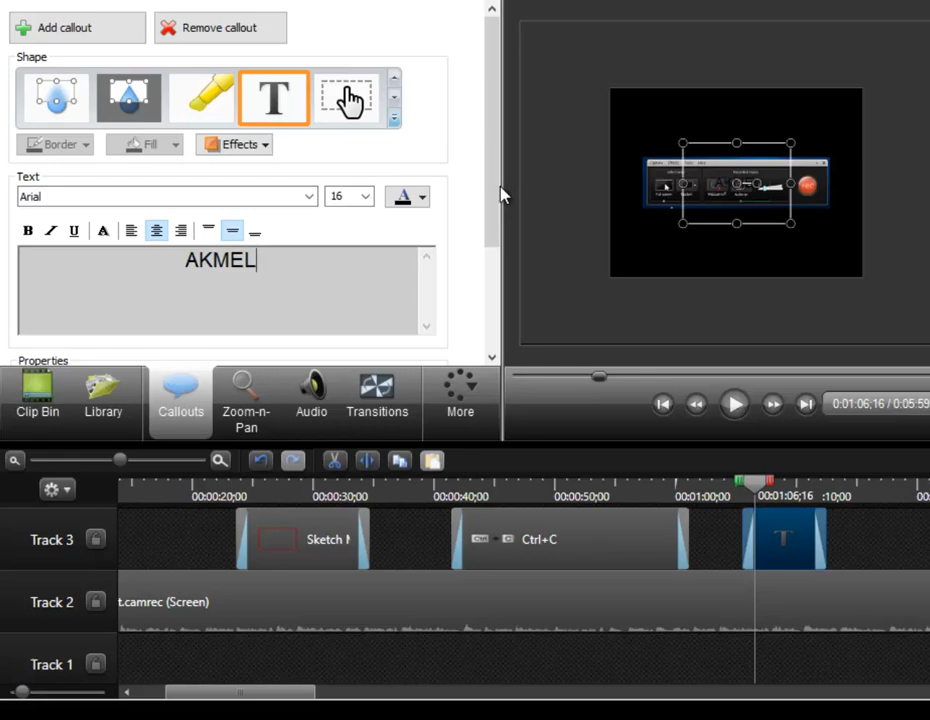 Add callout
Remove callout
Shape
T
Border
Fill
Effects
Text
Arial
16
A
B I U A
AKMEL
Properties
Clip Bin
Library
Callouts
Zoom-n-
Pan
Audio
Transitions
More
0:01:06;16 / 0:05:59
00:00:20;00
00:00:30;00
00:00:40;00
00:00:50;00
00:01:00;00
00:01:06;16
:10;00
00:0
Track 3
Sketch M
Ctrl
C
Ctrl+C
T
Track 2
t.camrec (Screen)
Track 1